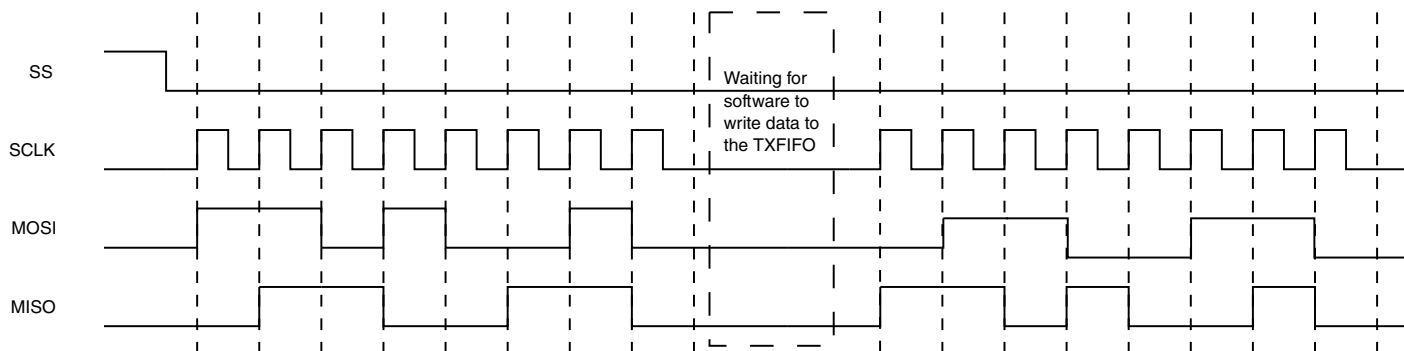 SS
Waiting for
software to
write data to
the TXFIFO
SCLK
MOSI
MISO